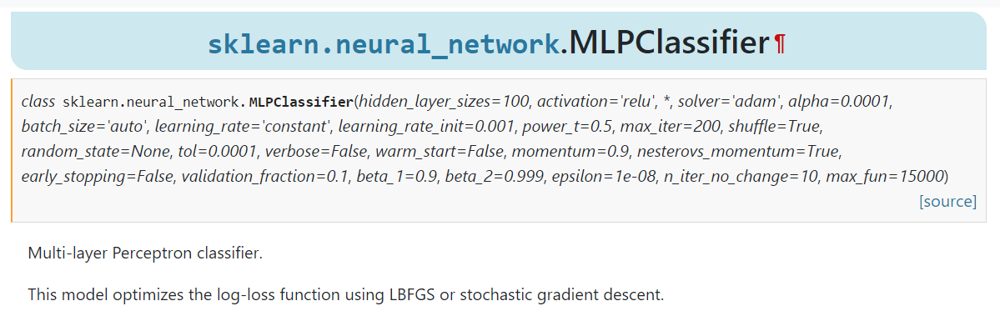 sklearn.neural_network.MLPClassifier¶
class sklearn.neural_network.MLPClassifier(hidden_layer_sizes=100, activation='relu', *, solver='adam', alpha=0.0001,
batch_size='auto', learning_rate='constant', learning_rate_init=0.001, power_t=0.5, max_iter=200, shuffle=True,
random_state=None, tol=0.0001, verbose=False, warm_start=False, momentum=0.9, nesterovs_momentum=True,
early_stopping=False, validation_fraction=0.1, beta_1=0.9, beta_2=0.999, epsilon=1e-08, n_iter_no_change=10, max_fun=15000)
[source]
Multi-layer Perceptron classifier.
This model optimizes the log-loss function using LBFGS or stochastic gradient descent.